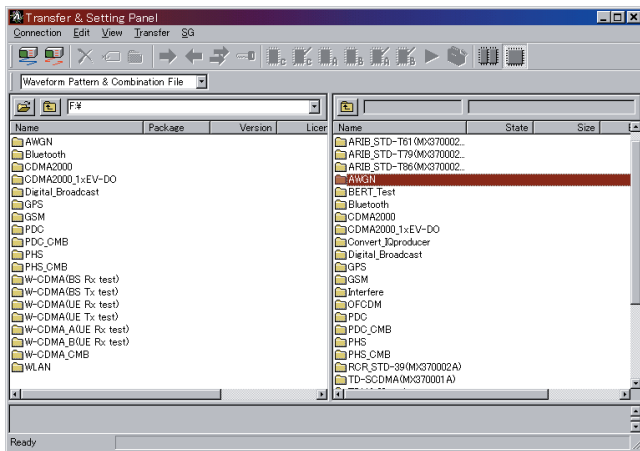 Transfer & Setting Panel
Connection Edit View Transfer SG
Waveform Pattern & Combination File
F:¥
Name Package Version Licer
AWGN
Bluetooth
CDMA2000
CDMA2000_1xEV-DO
Digital_Broadcast
GPS
GSM
PDC
PDC_CMB
PHS
PHS_CMB
W-CDMA(BS Rx test)
W-CDMA(BS Tx test)
W-CDMA(UE Rx test)
W-CDMA(UE Tx test)
W-CDMA_A(UE Rx test)
W-CDMA_B(UE Rx test)
W-CDMA_CMB
WLAN
Name State Size
ARIB_STD-T61(MX370002...
ARIB_STD-T79(MX370002...
ARIB_STD-T86(MX370002...
AWGN
BERT_Test
Bluetooth
CDMA2000
CDMA2000_1xEV-DO
Convert_IQproducer
Digital_Broadcast
GPS
GSM
Interfere
OFCDM
PDC
PDC_CMB
PHS
PHS_CMB
RCR_STD-39(MX370002A)
TD-SCDMA(MX370001A)
Ready